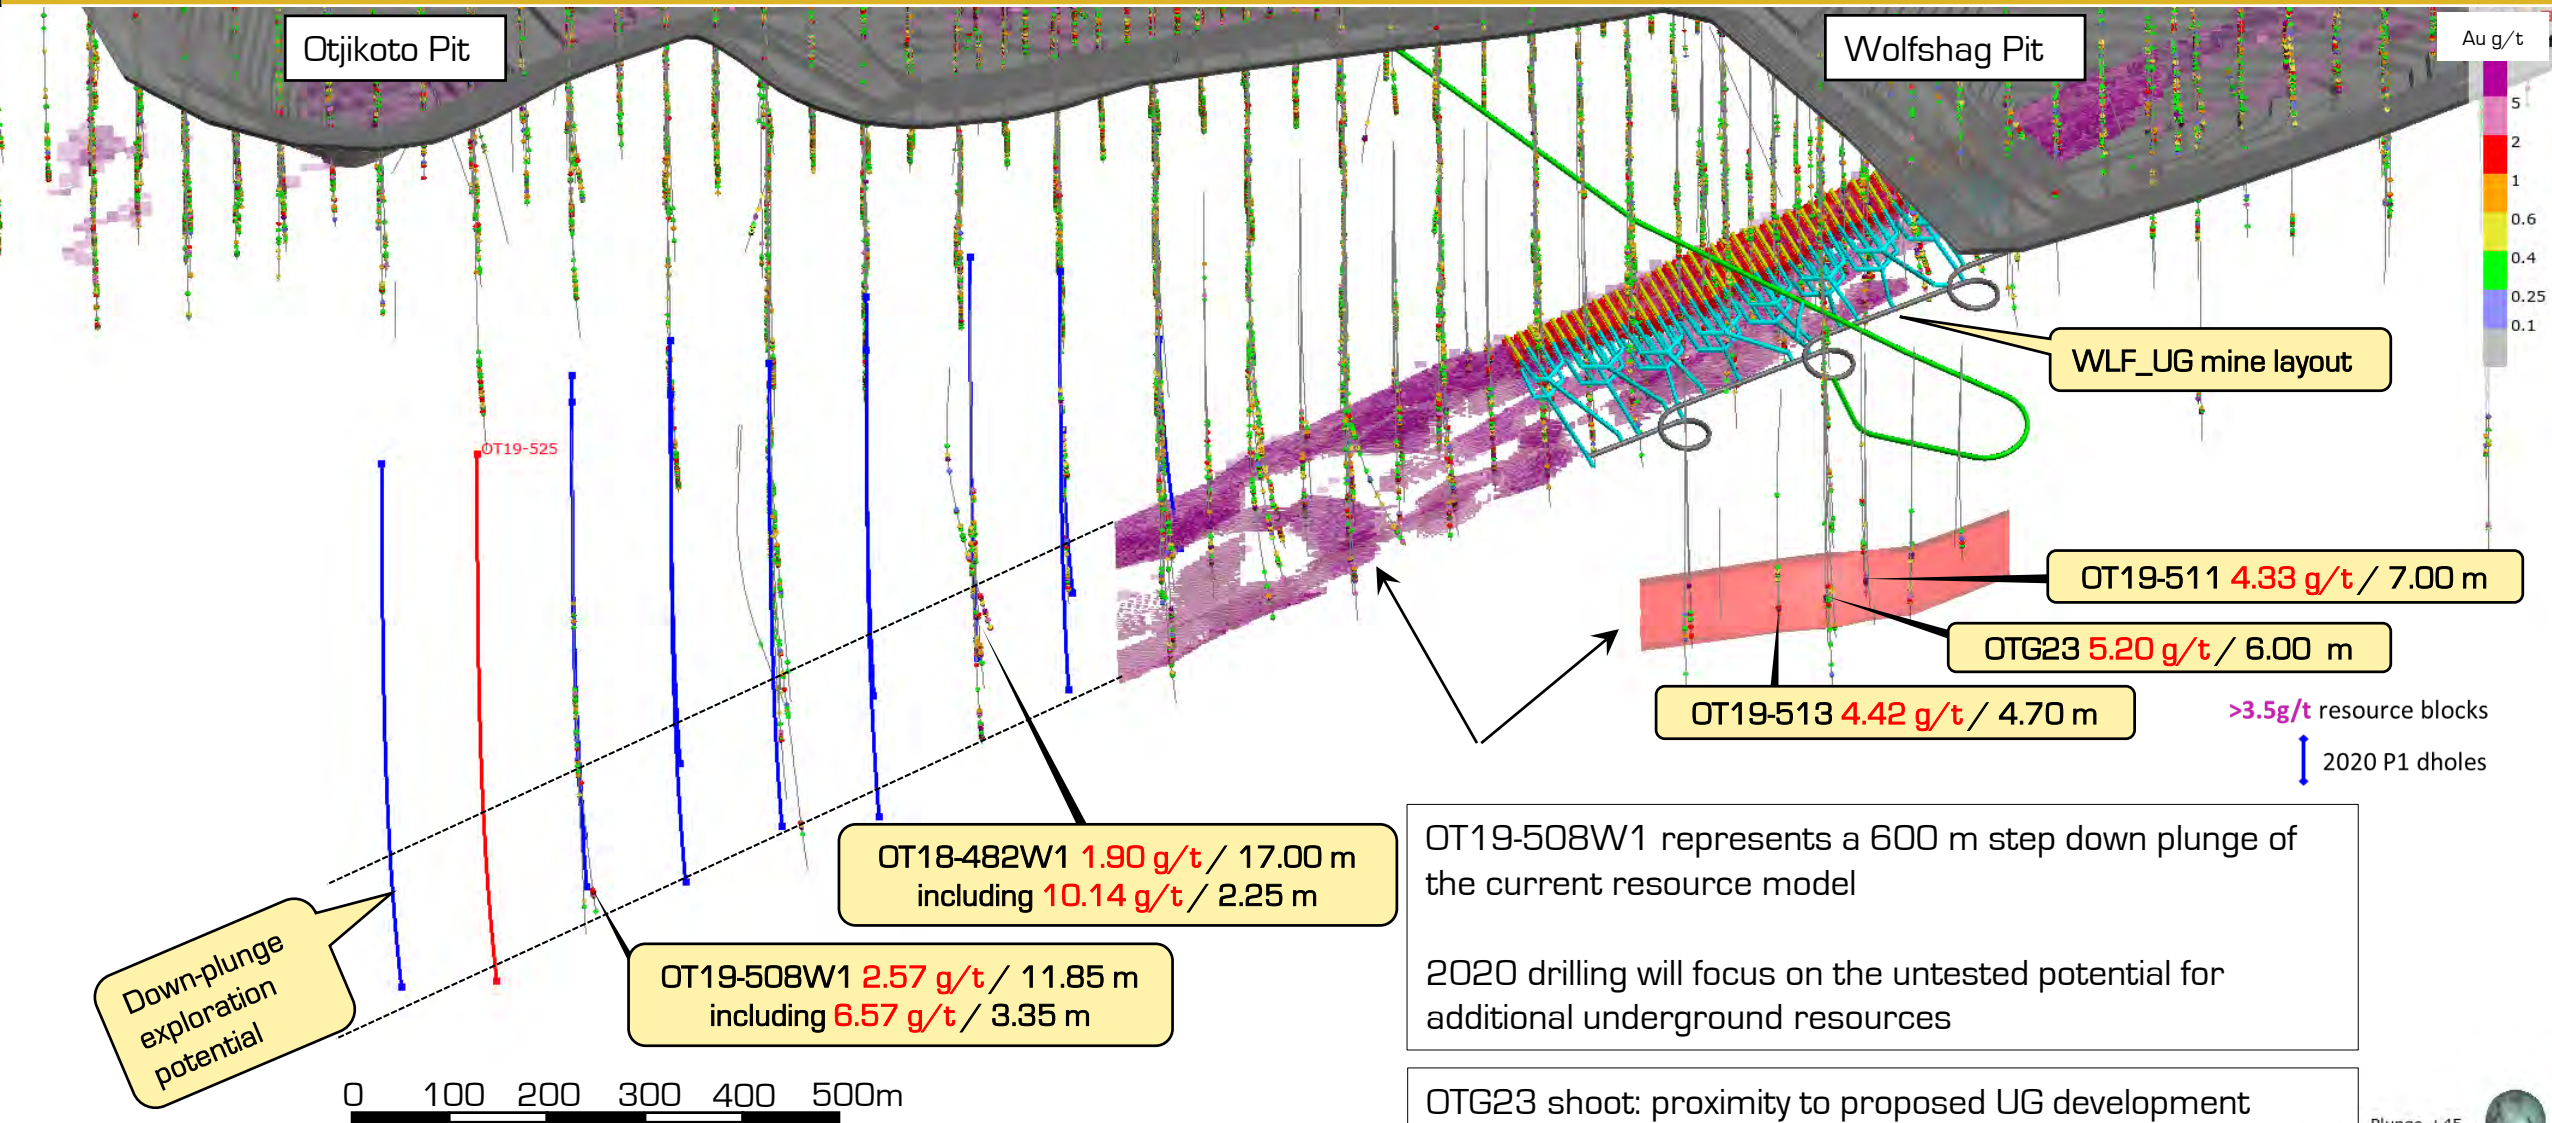 Otjikoto Pit
Wolfshag Pit
Au g/t
5
2
1
0.6
0.4
0.25
0.1
WLF_UG mine layout
OT19-525
OT19-511 4.33 g/t / 7.00 m
OTG23 5.20 g/t / 6.00 m
OT19-513 4.42 g/t / 4.70 m
>3.5g/t resource blocks
2020 P1 dholes
OT18-482W1 1.90 g/t / 17.00 m
including 10.14 g/t / 2.25 m
OT19-508W1 2.57 g/t / 11.85 m
including 6.57 g/t / 3.35 m
Down-plunge
exploration
potential
OT19-508W1 represents a 600 m step down plunge of
the current resource model
2020 drilling will focus on the untested potential for
additional underground resources
OTG23 shoot: proximity to proposed UG development
0 100 200 300 400 500m